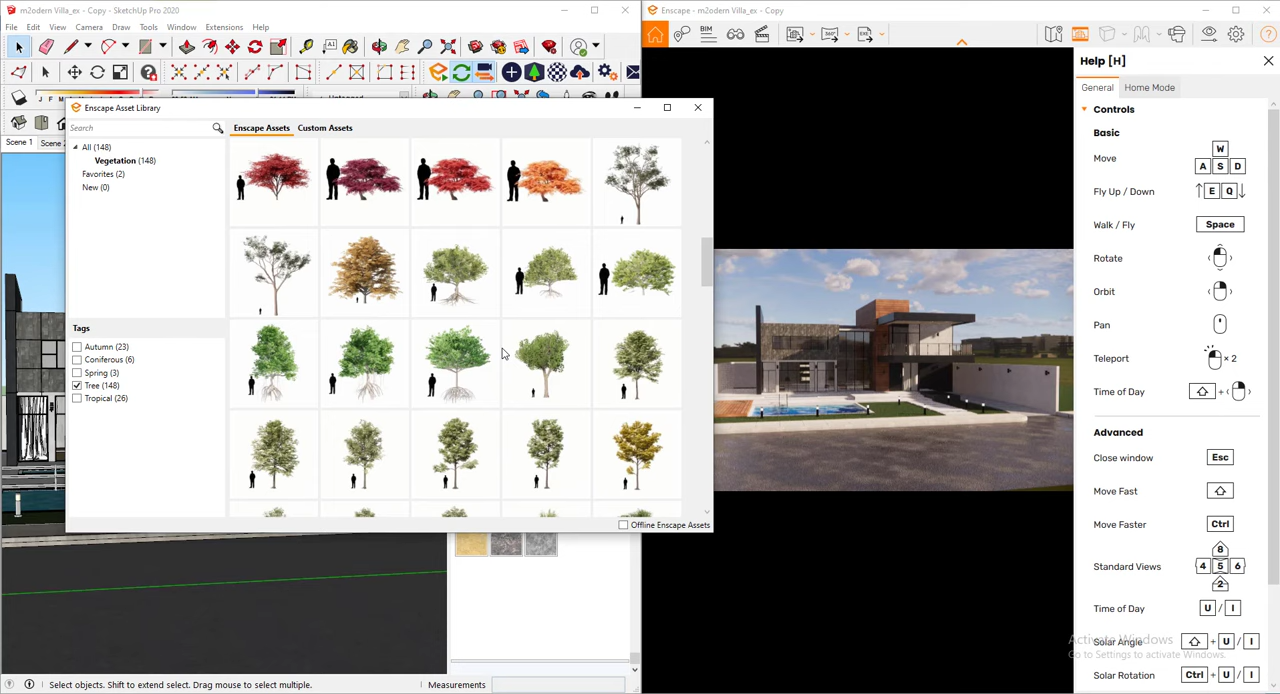 m2odern Villa_ex - Copy - SketchUp Pro 2020
File Edit View Camera Draw Tools Window Extensions Help
Scene 1 Scene 2
Enscape Asset Library
Search
Enscape Assets Custom Assets
All (148)
Vegetation (148)
Favorites (2)
New (0)
Tags
Autumn (23)
Coniferous (6)
Spring (3)
Tree (148)
Tropical (26)
Offline Enscape Assets
Select objects. Shift to extend select. Drag mouse to select multiple.
Measurements
Enscape - m2odern Villa_ex - Copy
BIM
360°
EXE
Help [H]
General Home Mode
Controls
Basic
Move W A S D
Fly Up / Down ↑ E Q ↓
Walk / Fly Space
Rotate
Orbit
Pan
Teleport × 2
Time of Day +
Advanced
Close window Esc
Move Fast
Move Faster Ctrl
Standard Views 8 4 5 6 2
Time of Day U / I
Solar Angle + U / I
Solar Rotation Ctrl + U / I
Activate Windows
Go to Settings to activate Windows.